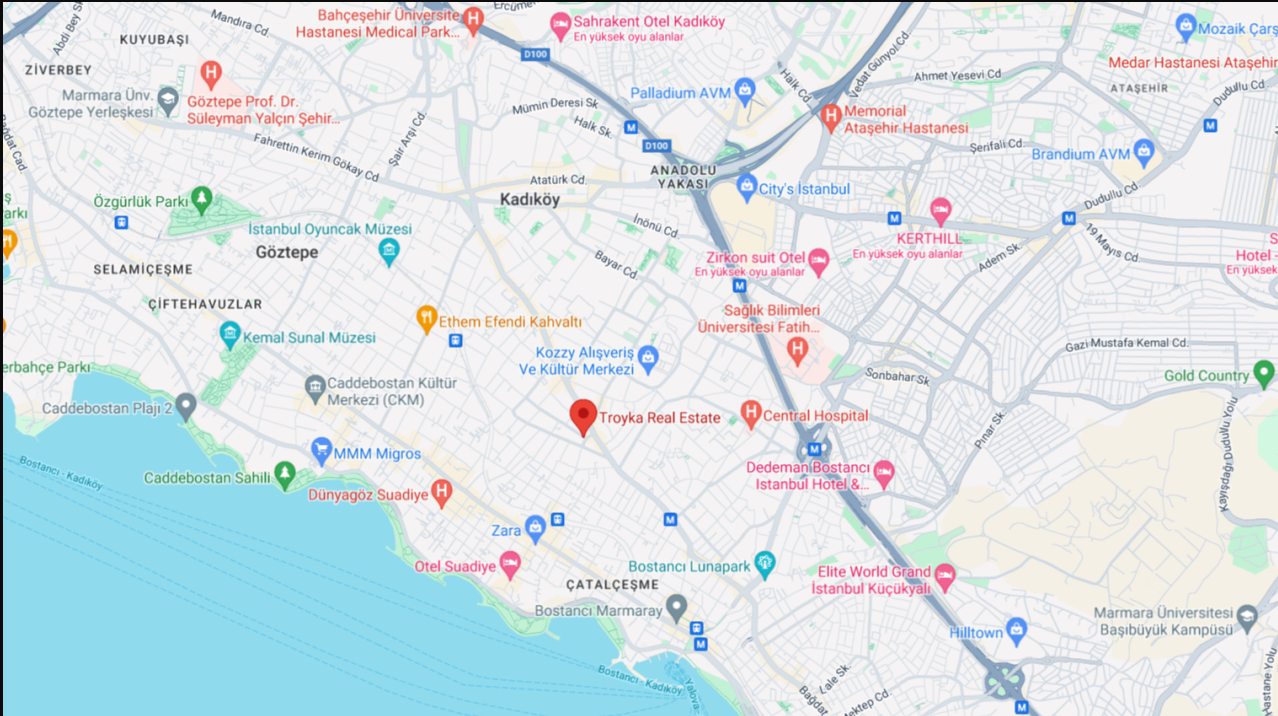 Ercüme
Bahçeşehir Üniversite
Hastanesi Medical Park...
Sahrakent Otel Kadıköy
En yüksek oyu alanlar
Mandıra Cd.
Abdi Bey Sk
KUYUBAŞI
D100
Mozaik Çarş
Vedat Günyol Cd.
Medar Hastanesi Ataşehir
ZİVERBEY
Halk Cd.
Ahmet Yesevi Cd
ATAŞEHİR
Dudullu Cd
Marmara Ünv.
Göztepe Yerleşkesi
Göztepe Prof. Dr.
Süleyman Yalçın Şehir...
Palladium AVM
Mümin Deresi Sk
Memorial
Ataşehir Hastanesi
Halk Sk.
Şair Arşi Cd.
Bağdat Cad.
D100
Şerifali Cd.
Brandium AVM
Fahrettin Kerim Gökay Cd
ANADOLU
YAKASI
Atatürk Cd.
City's İstanbul
Dudullu Cd
Özgürlük Parkı
Kadıköy
ş
arkı
İnönü Cd.
İstanbul Oyuncak Müzesi
KERTHILL
En yüksek oyu alanlar
19 Mayıs Cd.
Adem Sk.
Göztepe
Bayar Cd.
Zirkon suit Otel
En yüksek oyu alanlar
S
Hotel -
En yüksek
SELAMİÇEŞME
ÇİFTEHAVUZLAR
Sağlık Bilimleri
Üniversitesi Fatih...
Ethem Efendi Kahvaltı
Kemal Sunal Müzesi
Gazi Mustafa Kemal Cd.
Kozzy Alışveriş
Ve Kültür Merkezi
erbahçe Parkı
Sonbahar Sk
Gold Country
Caddebostan Kültür
Merkezi (CKM)
Caddebostan Plajı 2
Troyka Real Estate
Central Hospital
Pınar Sk
Kayışdağı Dudullu Yolu
MMM Migros
Bostancı - Kadıköy
Caddebostan Sahili
Dedeman Bostancı
Istanbul Hotel &...
Dünyagöz Suadiye
Zara
Otel Suadiye
Bostancı Lunapark
Elite World Grand
İstanbul Küçükyalı
ÇATALÇEŞME
Bostancı Marmaray
Marmara Üniversitesi
Başıbüyük Kampüsü
Hilltown
Bostancı - Kadıköy
Yalova-
Lale Sk.
Bağdat
ektep Cd.
Hastane Yolu